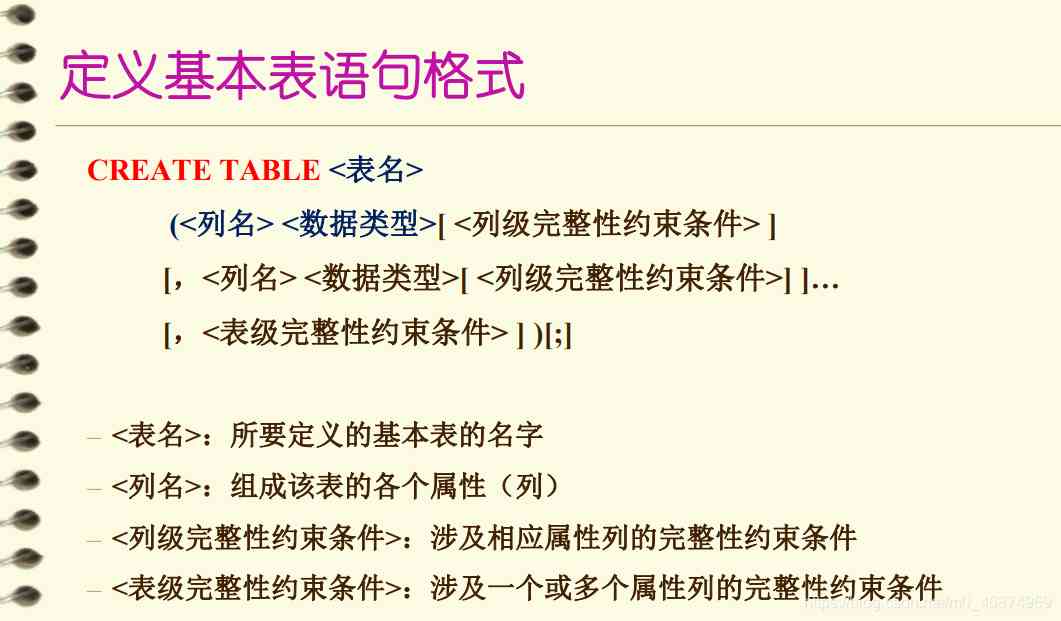 定义基本表语句格式
CREATE TABLE <表名>
(<列名> <数据类型>[ <列级完整性约束条件> ]
[，<列名> <数据类型>[ <列级完整性约束条件>] ]…
[，<表级完整性约束条件> ] )[;]
– <表名>：所要定义的基本表的名字
– <列名>：组成该表的各个属性（列）
– <列级完整性约束条件>：涉及相应属性列的完整性约束条件
– <表级完整性约束条件>：涉及一个或多个属性列的完整性约束条件